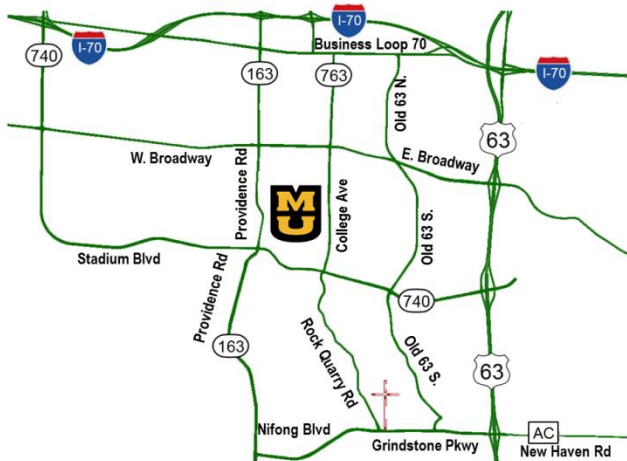 I-70
740
I-70
Business Loop 70
I-70
163
763
Old 63 N.
63
W. Broadway
E. Broadway
Providence Rd
MU
College Ave
Old 63 S.
Stadium Blvd
Providence Rd
740
163
Rock Quarry Rd
Old 63 S.
63
Nifong Blvd
Grindstone Pkwy
AC
New Haven Rd